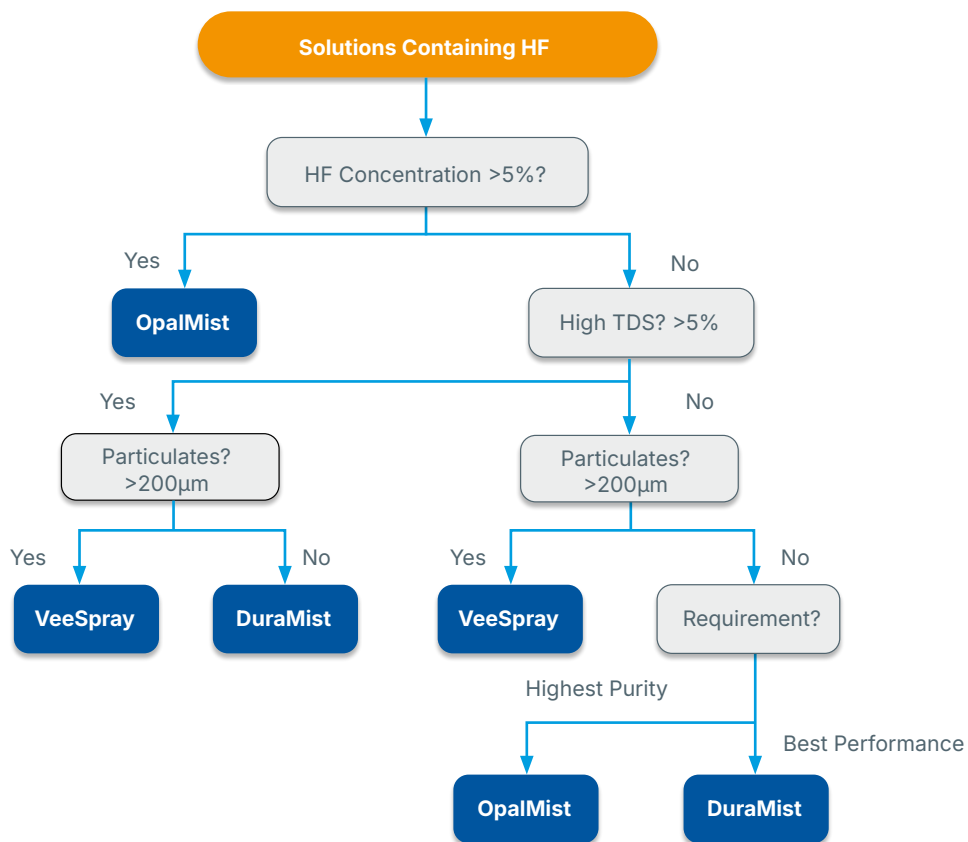 Solutions Containing HF
HF Concentration >5%?
Yes
No
OpalMist
High TDS? >5%
Yes
No
Particulates?
>200µm
Particulates?
>200µm
Yes
No
Yes
No
VeeSpray
DuraMist
VeeSpray
Requirement?
Highest Purity
Best Performance
OpalMist
DuraMist